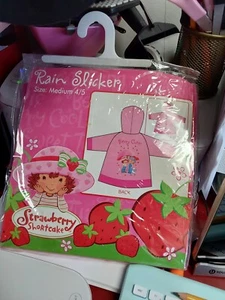 Rain Slicker
Size: Medium 4/5
BACK
Strawberry
Shortcake